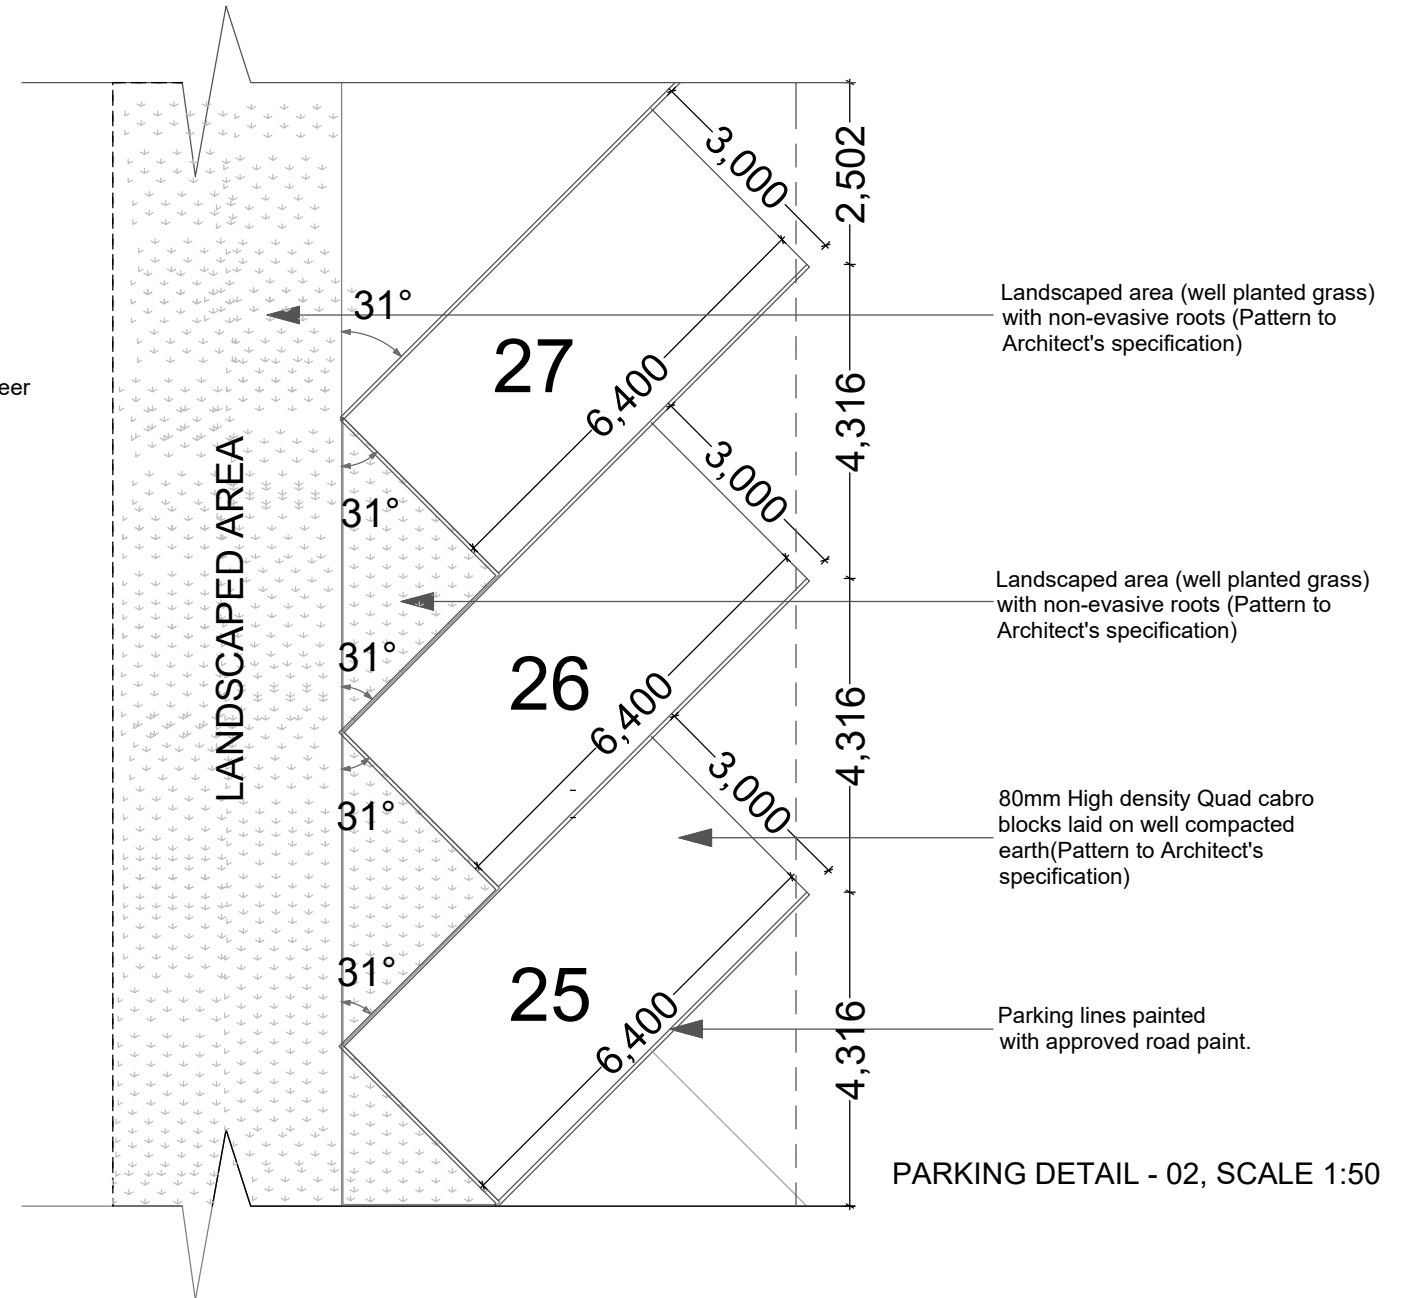 3,000
2,502
Landscaped area (well planted grass)
with non-evasive roots (Pattern to
Architect's specification)
31°
27
6,400
eer
4,316
3,000
LANDSCAPED AREA
31°
Landscaped area (well planted grass)
with non-evasive roots (Pattern to
Architect's specification)
31°
26
6,400
4,316
3,000
31°
80mm High density Quad cabro
blocks laid on well compacted
earth(Pattern to Architect's
specification)
31°
25
6,400
4,316
Parking lines painted
with approved road paint.
PARKING DETAIL - 02, SCALE 1:50